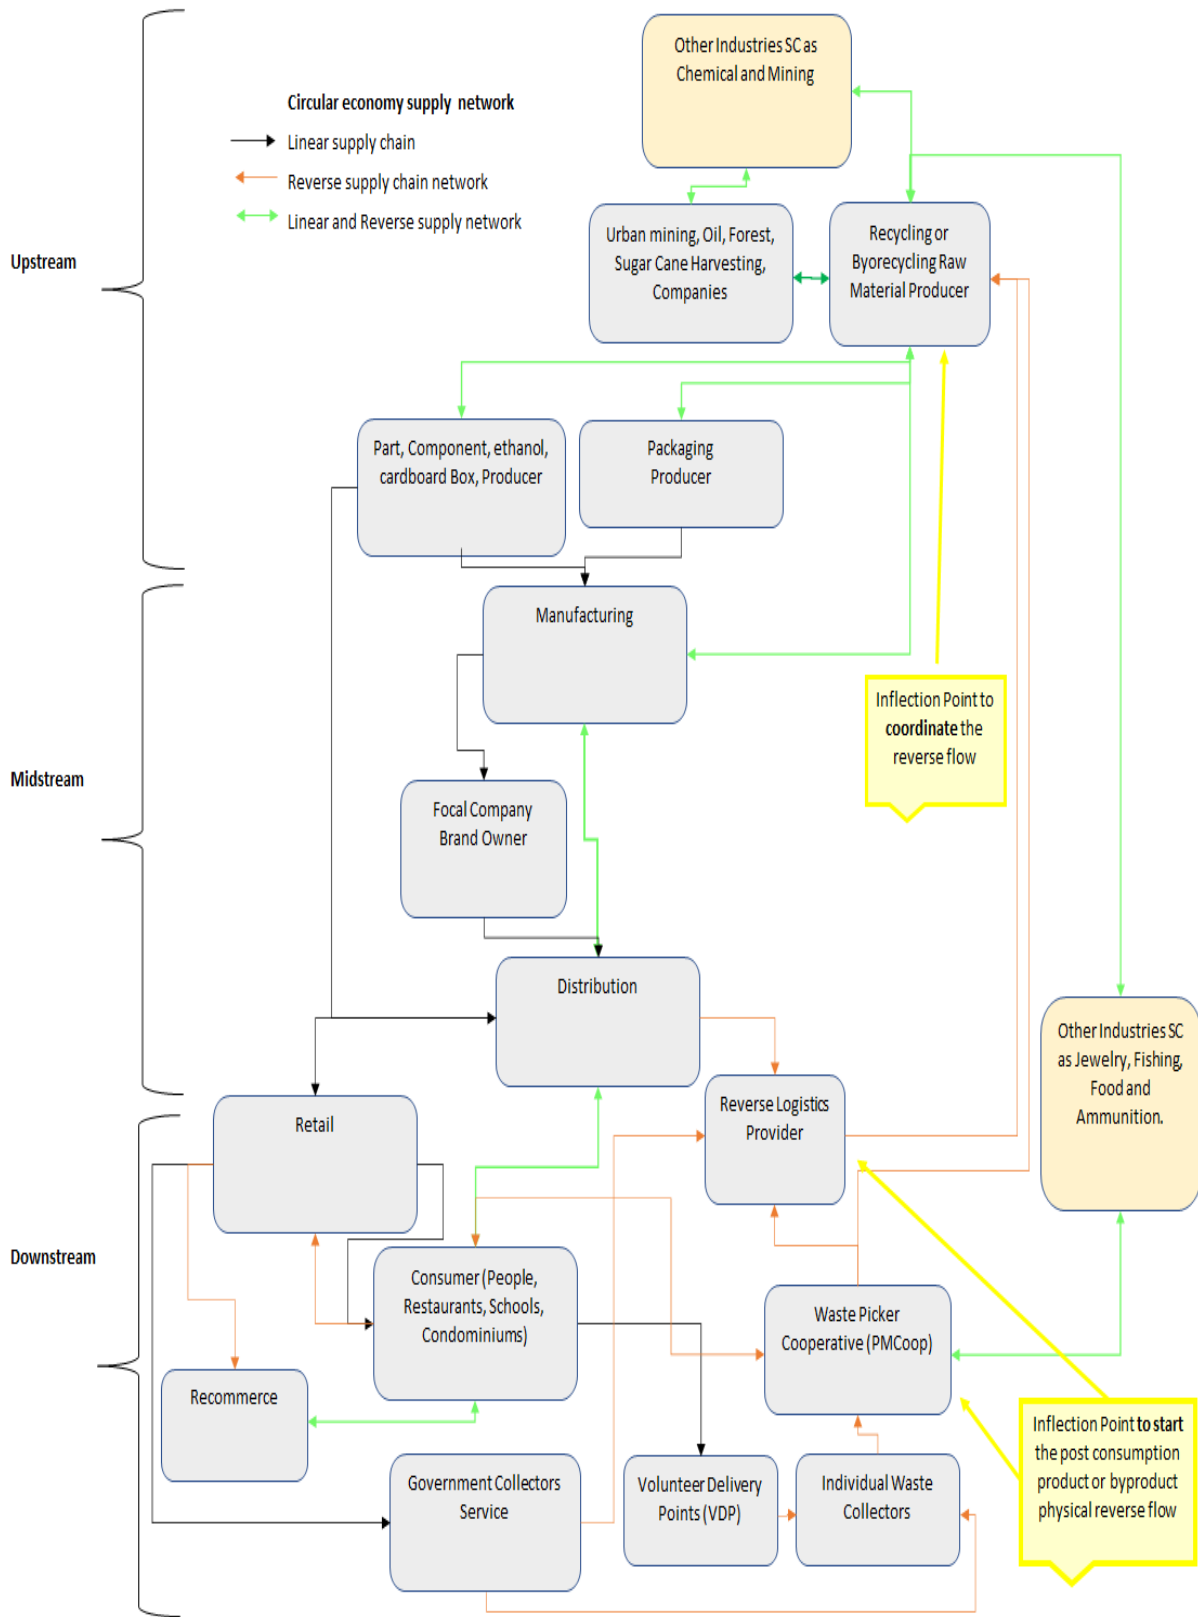 Other Industries SC as
Chemical and Mining
Circular economy supply network
Linear supply chain
Reverse supply chain network
Linear and Reverse supply network
Upstream
Urban mining, Oil, Forest,
Sugar Cane Harvesting,
Companies
Recycling or
Byorecycling Raw
Material Producer
Part, Component, ethanol,
cardboard Box, Producer
Packaging
Producer
Manufacturing
Inflection Point to
coordinate the
reverse flow
Midstream
Focal Company
Brand Owner
Distribution
Other Industries SC
as Jewelry, Fishing,
Food and
Ammunition.
Retail
Reverse Logistics
Provider
Downstream
Consumer (People,
Restaurants, Schools,
Condominiums)
Waste Picker
Cooperative (PMCoop)
Recommerce
Inflection Point to start
the post consumption
product or byproduct
physical reverse flow
Government Collectors
Service
Volunteer Delivery
Points (VDP)
Individual Waste
Collectors